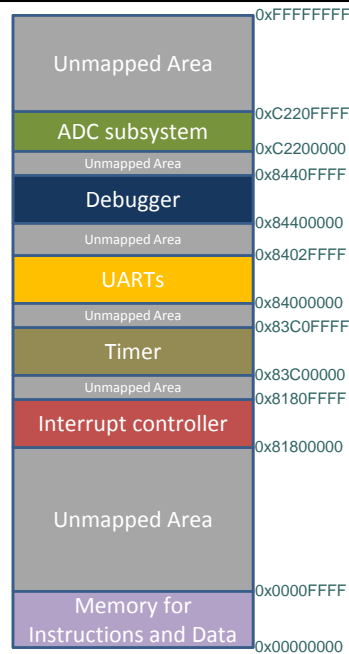 0xFFFFFFFF
Unmapped Area
0xC220FFFF
ADC subsystem
0xC2200000
Unmapped Area
0x8440FFFF
Debugger
0x84400000
Unmapped Area
0x8402FFFF
UARTs
0x84000000
Unmapped Area
0x83C0FFFF
Timer
0x83C00000
Unmapped Area
0x8180FFFF
Interrupt controller
0x81800000
Unmapped Area
0x0000FFFF
Memory for
Instructions and Data
0x00000000